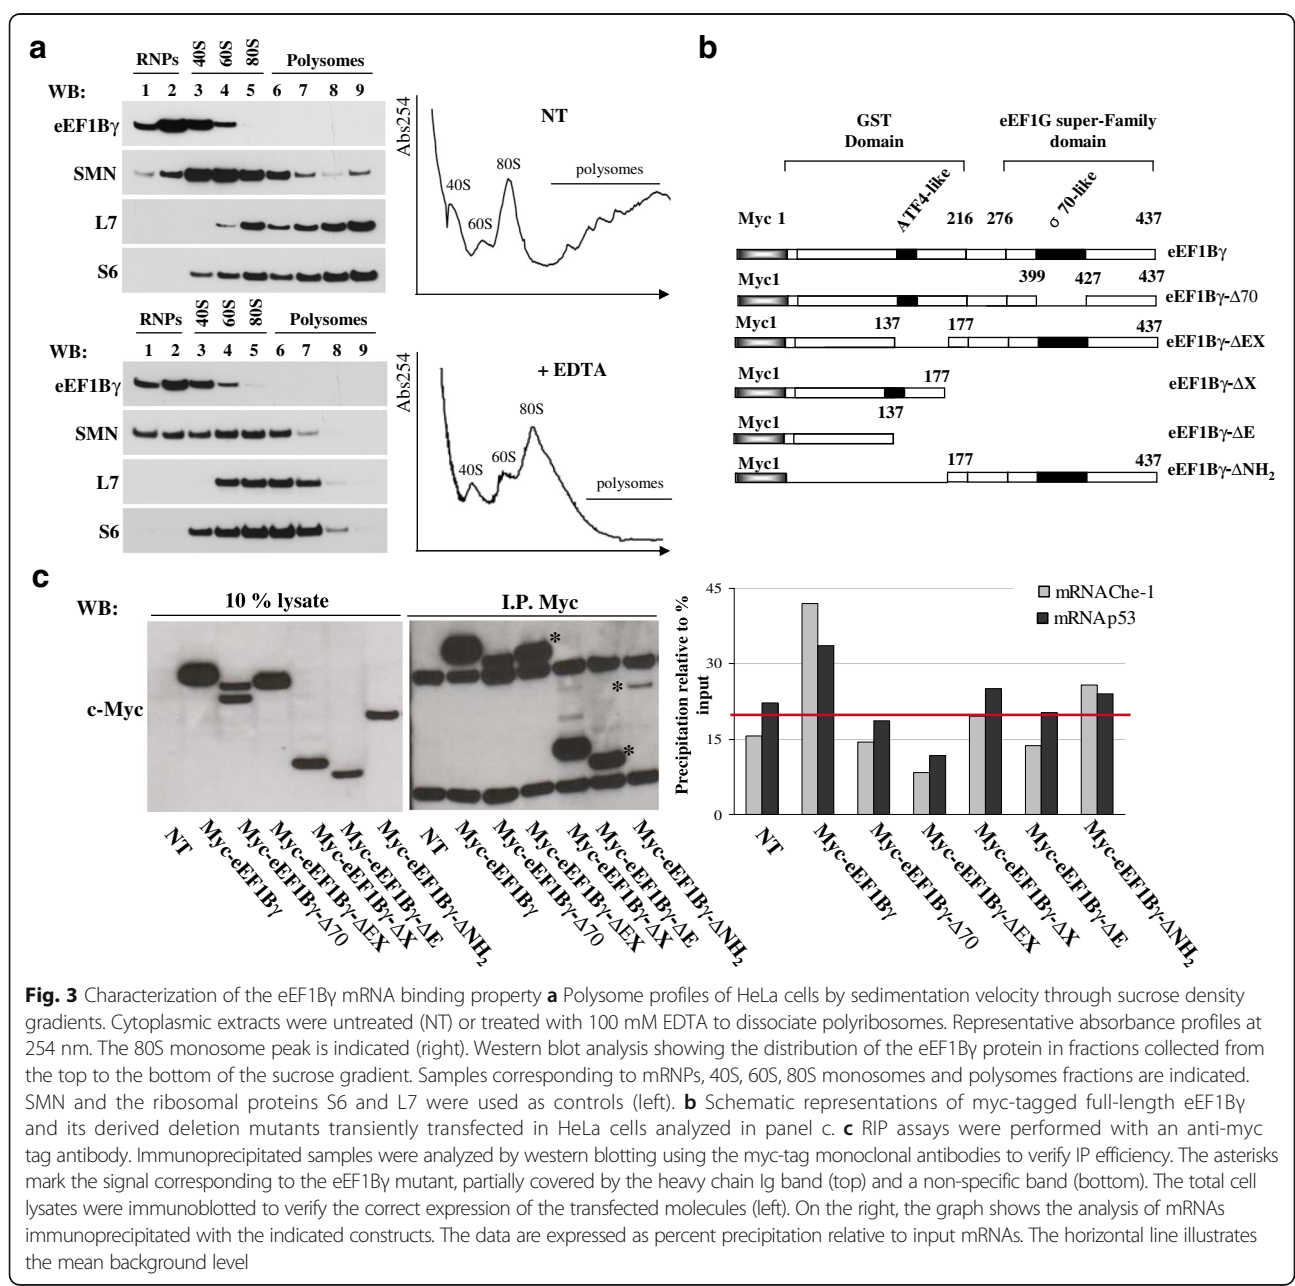 a
RNPs 40S 60S 80S Polysomes
WB: 1 2 3 4 5 6 7 8 9
eEF1Bγ
SMN
L7
S6
Abs254
NT
40S
60S
80S
polysomes
RNPs 40S 60S 80S Polysomes
WB: 1 2 3 4 5 6 7 8 9
eEF1Bγ
SMN
L7
S6
Abs254
+ EDTA
40S
60S
80S
polysomes
b
GST
Domain
eEF1G super-Family
domain
ATF4-like
σ 70-like
Myc 1 216 276 437
eEF1Bγ
Myc1 399 427 437
eEF1Bγ-Δ70
Myc1 137 177 437
eEF1Bγ-ΔEX
Myc1 177
eEF1Bγ-ΔX
Myc1 137
eEF1Bγ-ΔE
Myc1 177 437
eEF1Bγ-ΔNH2
c
WB:
10 % lysate
I.P. Myc
c-Myc
*
*
*
NT
Myc-eEF1Bγ
Myc-eEF1Bγ-Δ70
Myc-eEF1Bγ-ΔEX
Myc-eEF1Bγ-ΔX
Myc-eEF1Bγ-ΔE
Myc-eEF1Bγ-ΔNH2
NT
Myc-eEF1Bγ
Myc-eEF1Bγ-Δ70
Myc-eEF1Bγ-ΔEX
Myc-eEF1Bγ-ΔX
Myc-eEF1Bγ-ΔE
Myc-eEF1Bγ-ΔNH2
Precipitation relative to %
input
45
30
15
0
mRNAChe-1
mRNAp53
NT
Myc-eEF1Bγ
Myc-eEF1Bγ-Δ70
Myc-eEF1Bγ-ΔEX
Myc-eEF1Bγ-ΔX
Myc-eEF1Bγ-ΔE
Myc-eEF1Bγ-ΔNH2
Fig. 3 Characterization of the eEF1Bγ mRNA binding property a Polysome profiles of HeLa cells by sedimentation velocity through sucrose density
gradients. Cytoplasmic extracts were untreated (NT) or treated with 100 mM EDTA to dissociate polyribosomes. Representative absorbance profiles at
254 nm. The 80S monosome peak is indicated (right). Western blot analysis showing the distribution of the eEF1Bγ protein in fractions collected from
the top to the bottom of the sucrose gradient. Samples corresponding to mRNPs, 40S, 60S, 80S monosomes and polysomes fractions are indicated.
SMN and the ribosomal proteins S6 and L7 were used as controls (left). b Schematic representations of myc-tagged full-length eEF1Bγ
and its derived deletion mutants transiently transfected in HeLa cells analyzed in panel c. c RIP assays were performed with an anti-myc
tag antibody. Immunoprecipitated samples were analyzed by western blotting using the myc-tag monoclonal antibodies to verify IP efficiency. The asterisks
mark the signal corresponding to the eEF1Bγ mutant, partially covered by the heavy chain Ig band (top) and a non-specific band (bottom). The total cell
lysates were immunoblotted to verify the correct expression of the transfected molecules (left). On the right, the graph shows the analysis of mRNAs
immunoprecipitated with the indicated constructs. The data are expressed as percent precipitation relative to input mRNAs. The horizontal line illustrates
the mean background level